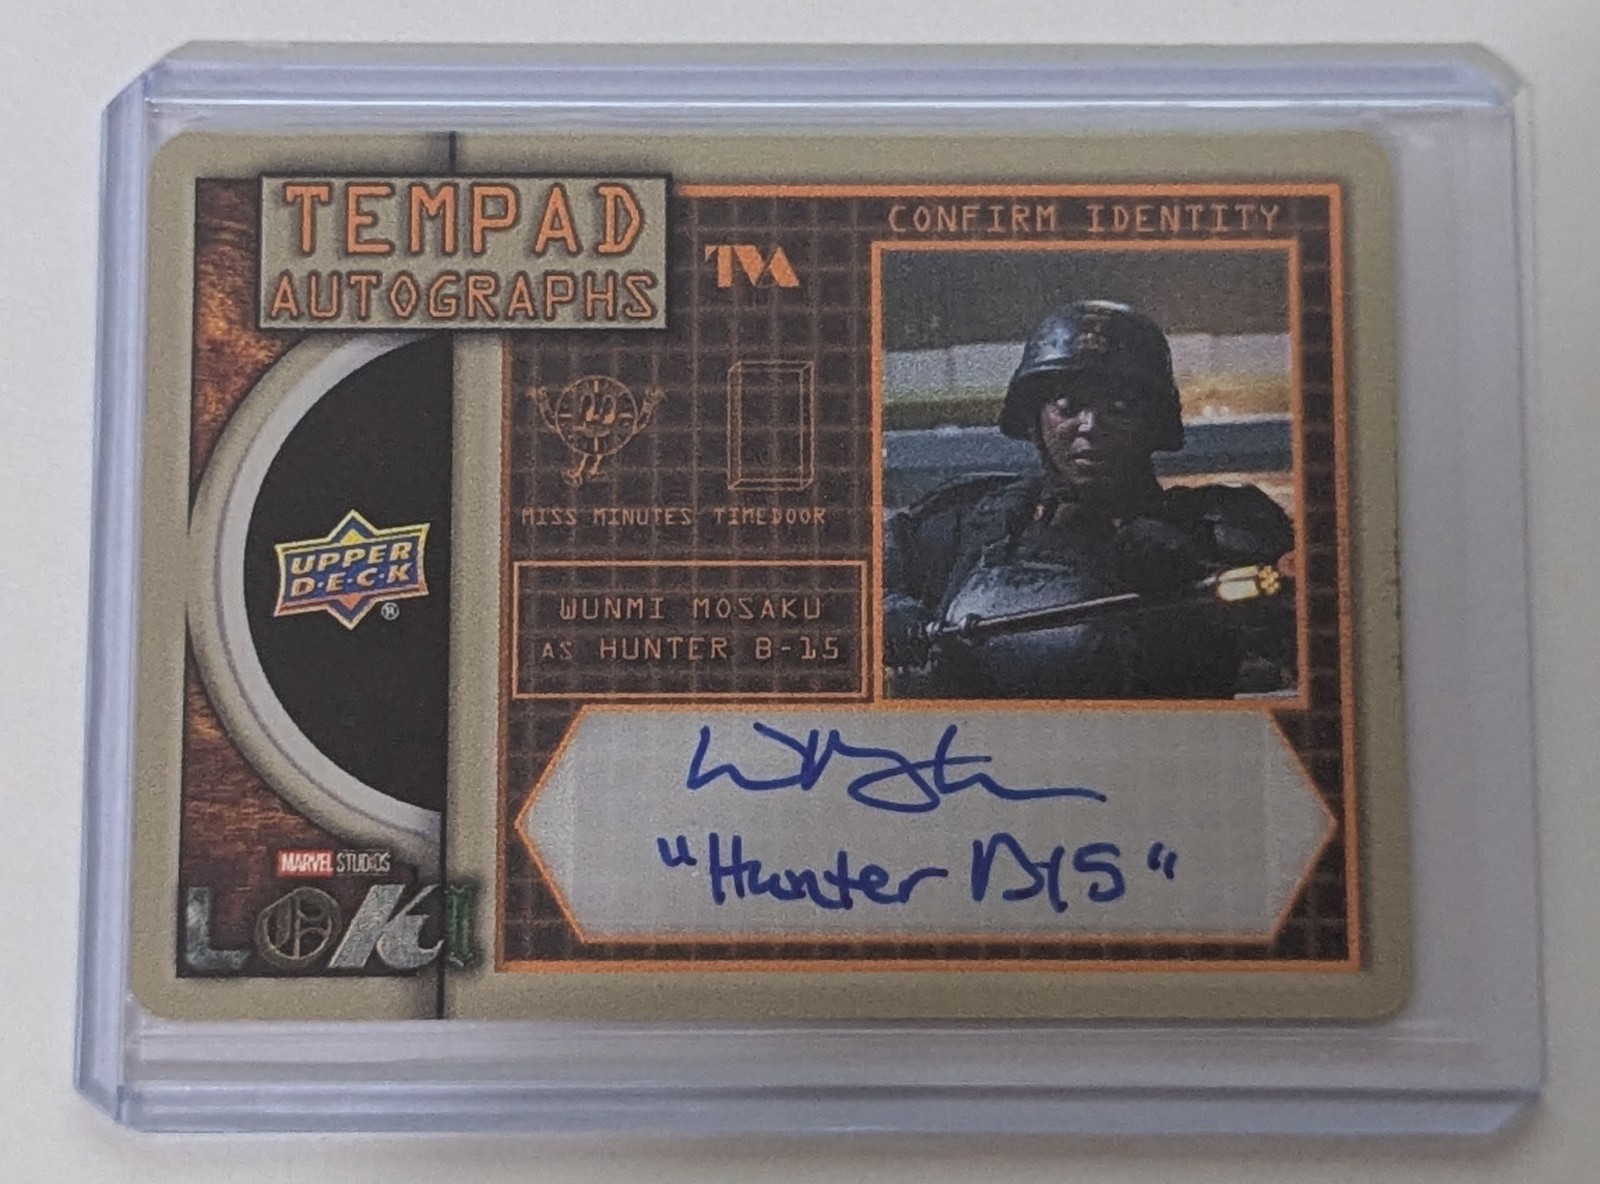 TEMPAD
AUTOGRAPHS
TVA
CONFIRM IDENTITY
MISS MINUTES TIMEDOOR
UPPER
D·E·C·K
®
WUNMI MOSAKU
AS HUNTER B-15
MARVEL STUDIOS
LOKI
"Hunter B15"